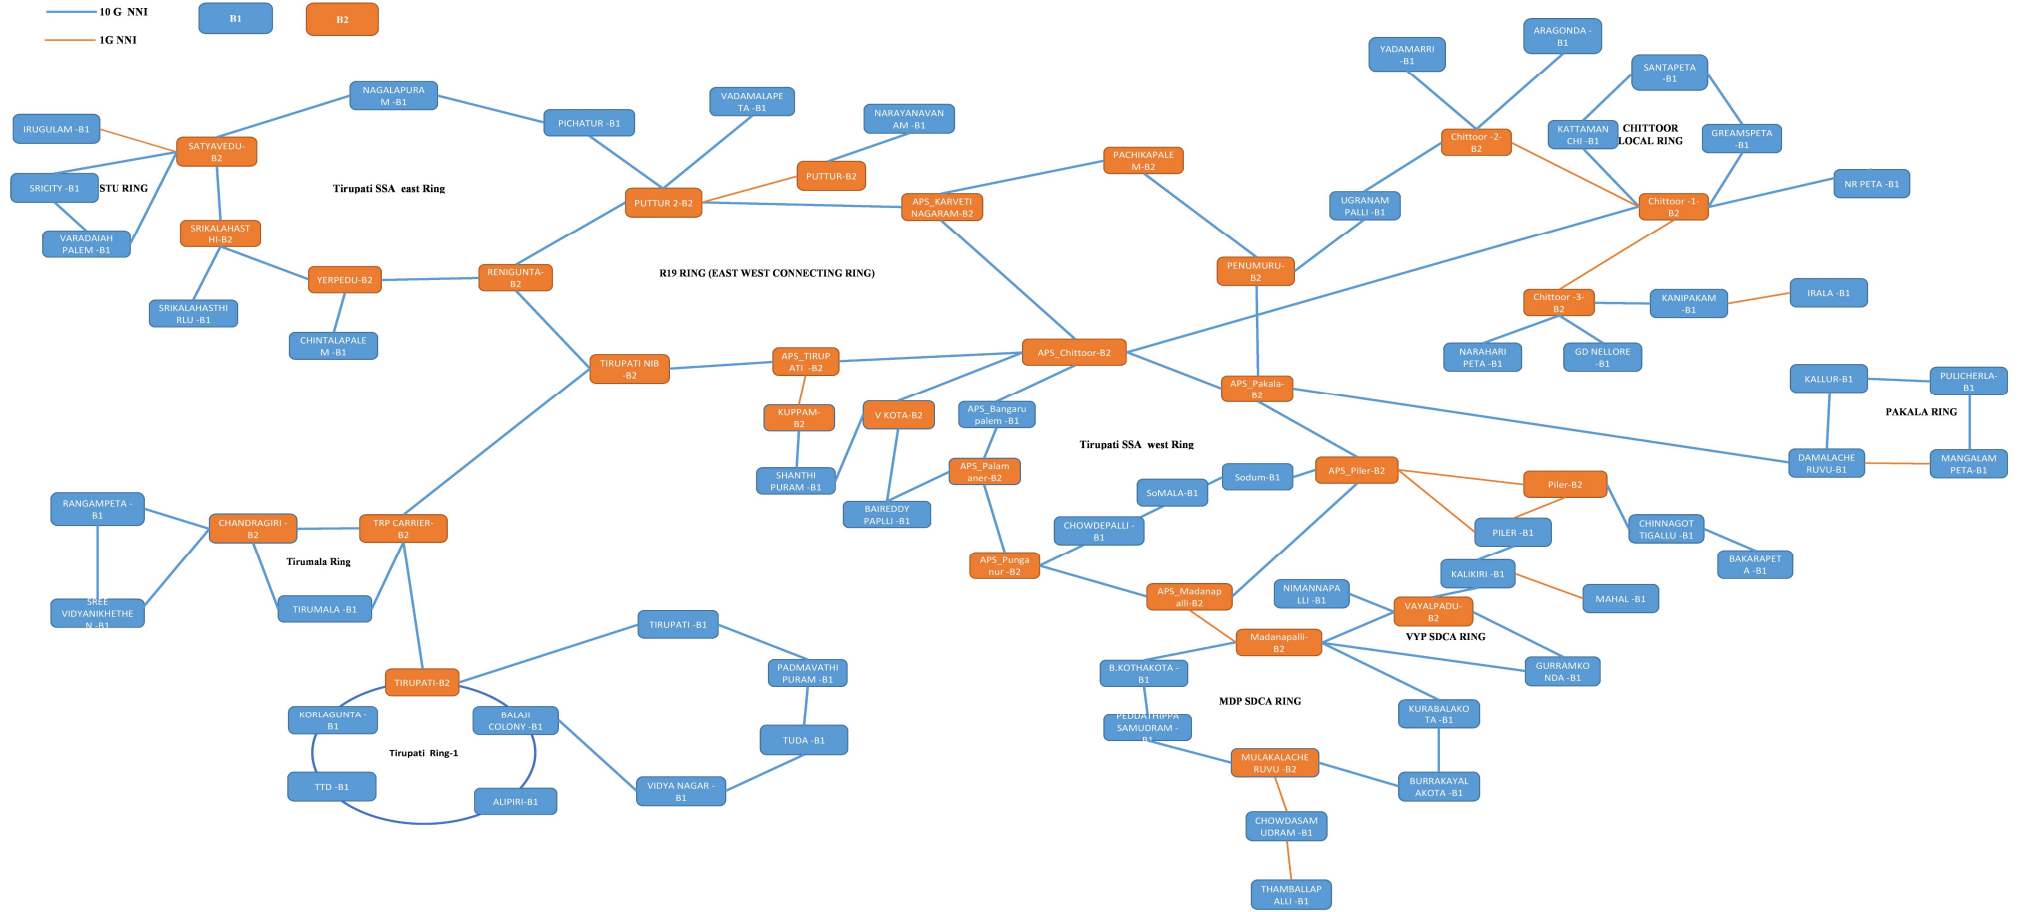 10 G NNI
B1
B2
1G NNI
ARAGONDA -
B1
YADAMARRI
-B1
SANTAPETA
-B1
NAGALAPURA
M -B1
VADAMALAPE
TA -B1
NARAYANAVAN
AM -B1
PICHATUR -B1
IRUGULAM -B1
SATYAVEDU-
B2
Chittoor -2-
B2
KATTAMAN
CHI -B1
CHITTOOR
LOCAL RING
GREAMSPETA
-B1
PACHIKAPALE
M-B2
PUTTUR-B2
SRICITY -B1
STU RING
Tirupati SSA east Ring
NR PETA -B1
PUTTUR 2-B2
APS_KARVETI
NAGARAM-B2
UGRANAM
PALLI -B1
Chittoor -1-
B2
SRIKALAHAST
HI-B2
VARADAIAH
PALEM -B1
R19 RING (EAST WEST CONNECTING RING)
PENUMURU-
B2
YERPEDU-B2
RENIGUNTA-
B2
Chittoor -3-
B2
KANIPAKAM
-B1
IRALA -B1
SRIKALAHASTHI
RLU -B1
CHINTALAPALE
M -B1
NARAHARI
PETA -B1
GD NELLORE
-B1
TIRUPATI NIB
-B2
APS_TIRUP
ATI -B2
APS_Chittoor-B2
APS_Pakala-
B2
KALLUR-B1
PULICHERLA-
B1
PAKALA RING
KUPPAM-
B2
V KOTA-B2
APS_Bangaru
palem -B1
Tirupati SSA west Ring
SHANTHI
PURAM -B1
APS_Palam
aner-B2
Sodum-B1
APS_Piler-B2
DAMALACHE
RUVU-B1
MANGALAM
PETA-B1
SoMALA-B1
Piler-B2
RANGAMPETA -
B1
CHANDRAGIRI -
B2
TRP CARRIER-
B2
BAIREDDY
PAPLLI -B1
CHOWDEPALLI -
B1
PILER -B1
CHINNAGOT
TIGALLU -B1
Tirumala Ring
APS_Punga
nur -B2
KALIKIRI -B1
BAKARAPET
A -B1
SREE
VIDYANIKHETHE
N -B1
TIRUMALA -B1
APS_Madanap
alli-B2
NIMANNAPA
LLI -B1
VAYALPADU-
B2
MAHAL -B1
TIRUPATI -B1
Madanapalli-
B2
VYP SDCA RING
TIRUPATI-B2
PADMAVATHI
PURAM -B1
B.KOTHAKOTA -
B1
GURRAMKO
NDA -B1
KORLAGUNTA -
B1
BALAJI
COLONY -B1
MDP SDCA RING
KURABALAKO
TA -B1
PEDDATHIPPA
SAMUDRAM -
B1
Tirupati Ring-1
TUDA -B1
MULAKALACHE
RUVU -B2
TTD -B1
ALIPIRI-B1
VIDYA NAGAR -
B1
BURRAKAYAL
AKOTA -B1
CHOWDASAM
UDRAM -B1
THAMBALLAP
ALLI -B1